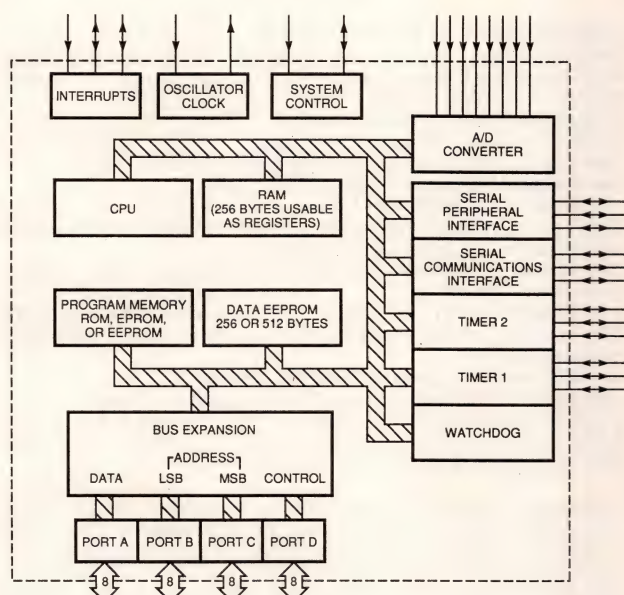 INTERRUPTS
OSCILLATOR
CLOCK
SYSTEM
CONTROL
A/D
CONVERTER
CPU
RAM
(256 BYTES USABLE
AS REGISTERS)
SERIAL
PERIPHERAL
INTERFACE
SERIAL
COMMUNICATIONS
INTERFACE
PROGRAM MEMORY
ROM, EPROM,
OR EEPROM
DATA EEPROM
256 OR 512 BYTES
TIMER 2
TIMER 1
WATCHDOG
BUS EXPANSION
ADDRESS
DATA LSB MSB CONTROL
PORT A PORT B PORT C PORT D
8 8 8 8